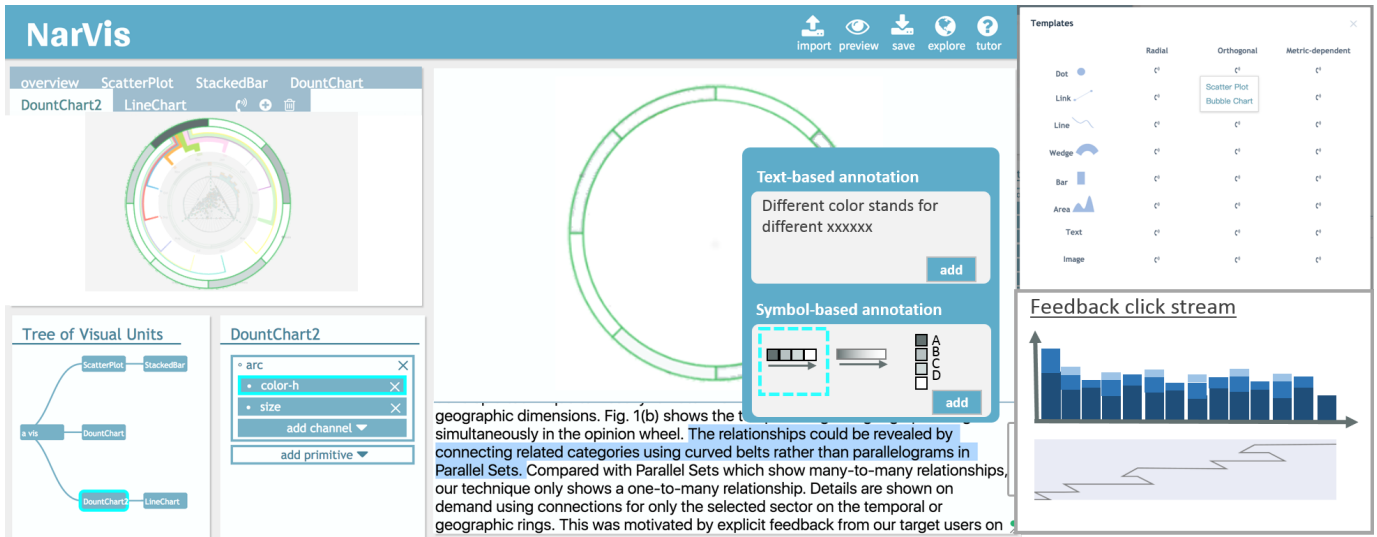 NarVis
import preview save explore tutor
overview ScatterPlot StackedBar DountChart
DountChart2 LineChart
Tree of Visual Units
ScatterPlot StackedBar
a vis DountChart
DountChart2 LineChart
DountChart2
arc
color-h
size
add channel
add primitive
Text-based annotation
Different color stands for
different xxxxxx
add
Symbol-based annotation
A
B
C
D
add
geographic dimensions. Fig. 1(b) shows the
simultaneously in the opinion wheel. The relationships could be revealed by
connecting related categories using curved belts rather than parallelograms in
Parallel Sets. Compared with Parallel Sets which show many-to-many relationships,
our technique only shows a one-to-many relationship. Details are shown on
demand using connections for only the selected sector on the temporal or
geographic rings. This was motivated by explicit feedback from our target users on
Templates
Radial Orthogonal Metric-dependent
Dot
Link
Scatter Plot
Bubble Chart
Line
Wedge
Bar
Area
Text
Image
Feedback click stream